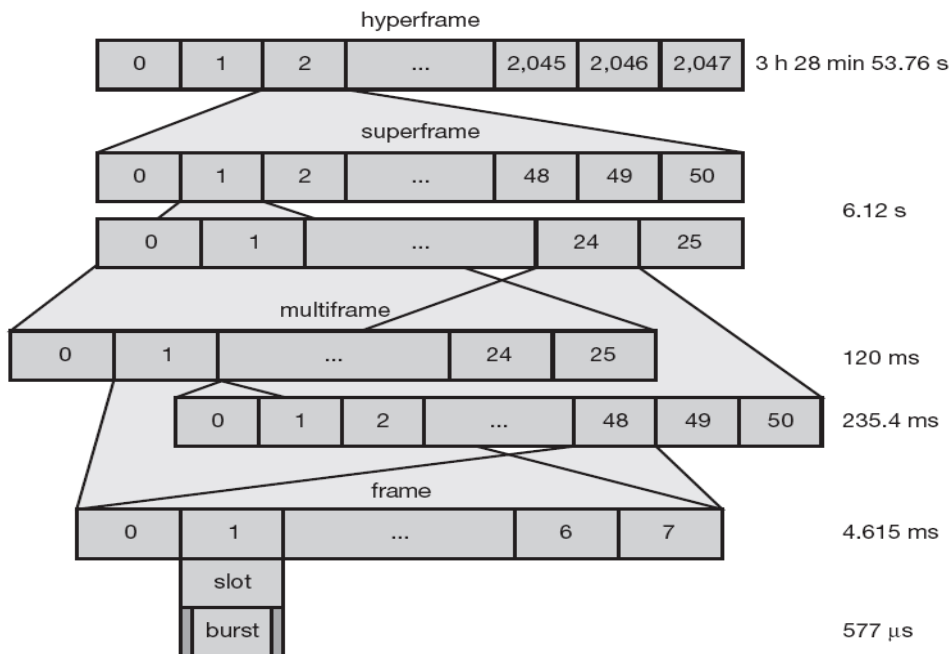 hyperframe
0 1 2 ... 2,045 2,046 2,047 3 h 28 min 53.76 s
superframe
0 1 2 ... 48 49 50
6.12 s
0 1 ... 24 25
multiframe
0 1 ... 24 25 120 ms
0 1 2 ... 48 49 50 235.4 ms
frame
0 1 ... 6 7 4.615 ms
slot
burst 577 µs